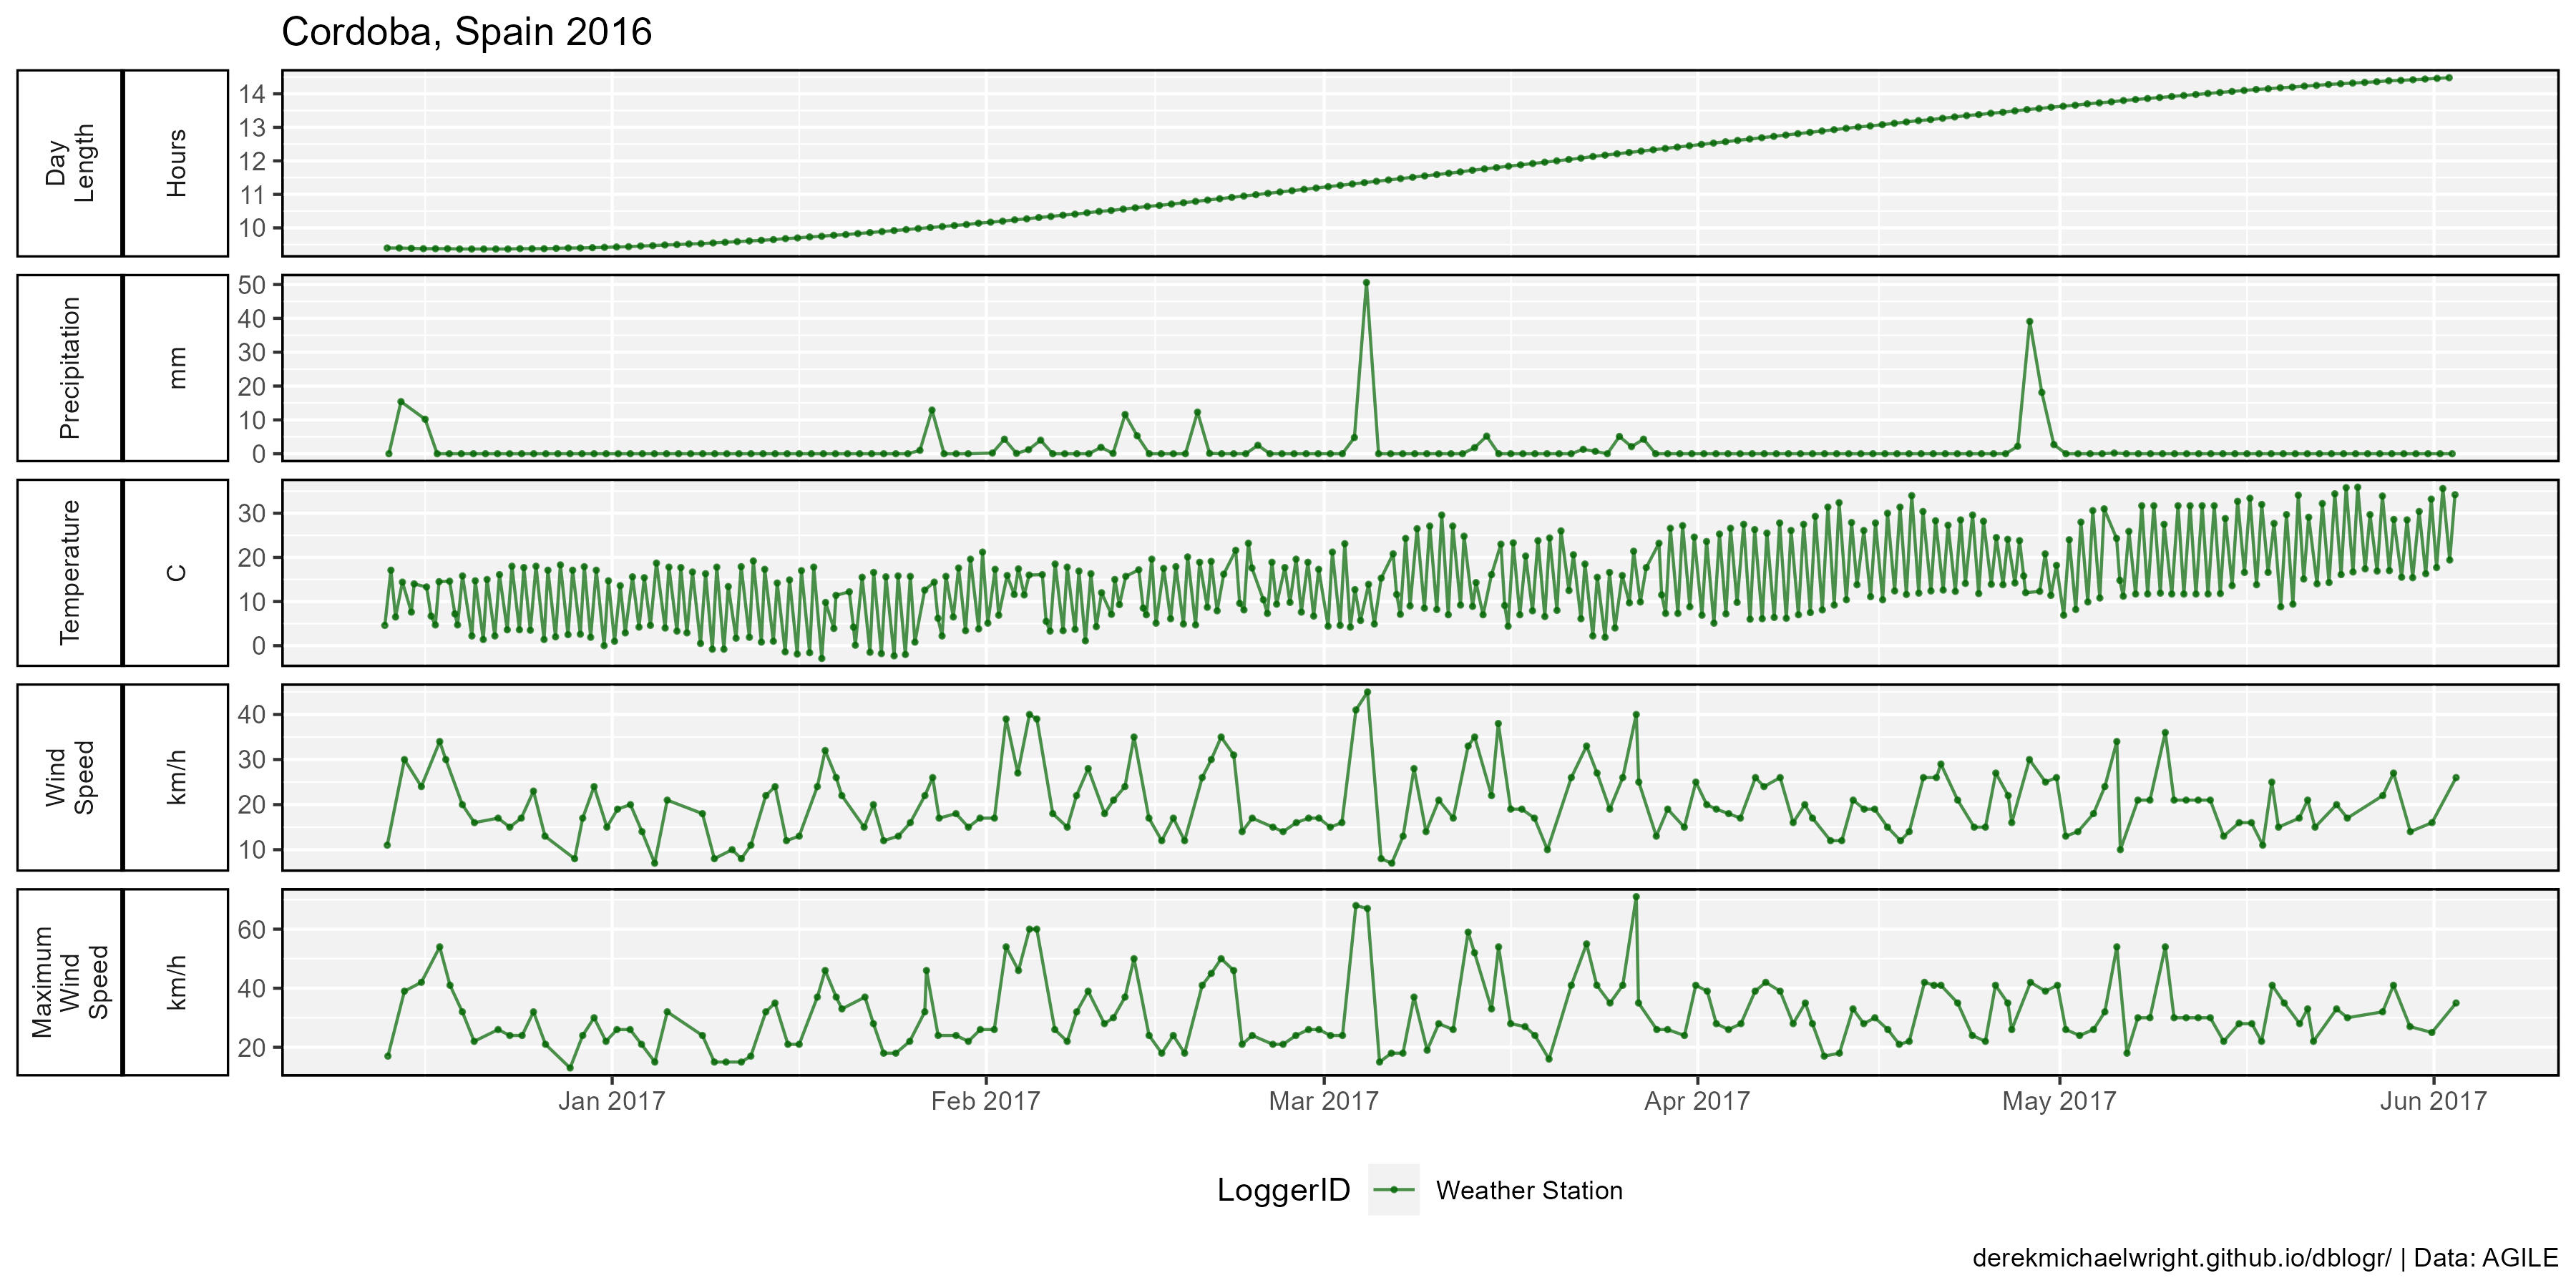 Cordoba, Spain 2016
Day
Length
Hours
14
13
12
11
10
Precipitation
mm
50
40
30
20
10
0
Temperature
C
30
20
10
0
Wind
Speed
km/h
40
30
20
10
Maximum
Wind
Speed
km/h
60
40
20
Jan 2017
Feb 2017
Mar 2017
Apr 2017
May 2017
Jun 2017
LoggerID
Weather Station
derekmichaelwright.github.io/dblogr/ | Data: AGILE